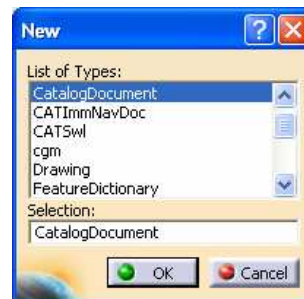 New
List of Types:
CatalogDocument
CATImmNavDoc
CATSwl
cgm
Drawing
FeatureDictionary
Selection:
CatalogDocument
OK Cancel